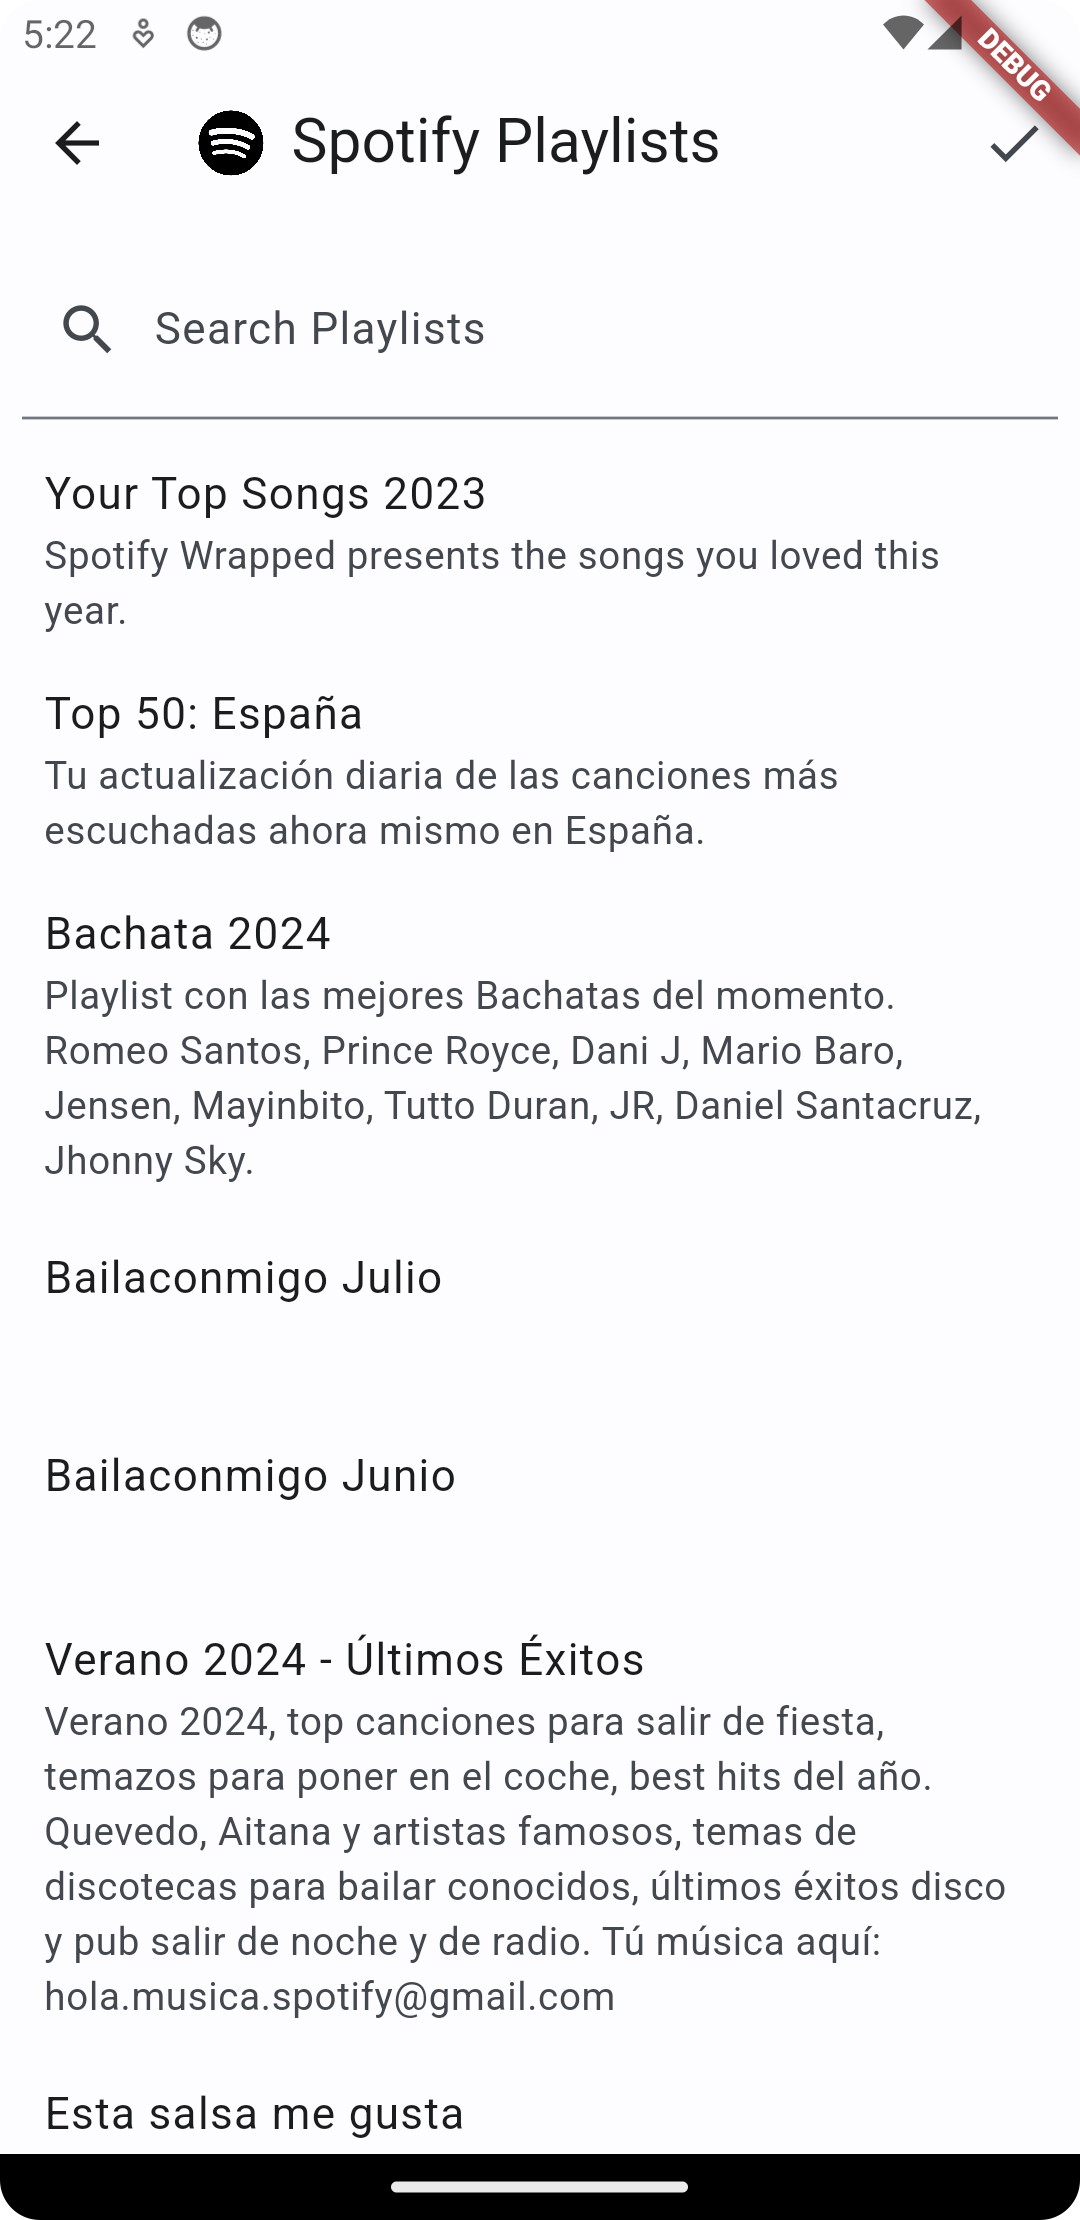 5:22
DEBUG
Spotify Playlists
Search Playlists
Your Top Songs 2023
Spotify Wrapped presents the songs you loved this
year.
Top 50: España
Tu actualización diaria de las canciones más
escuchadas ahora mismo en España.
Bachata 2024
Playlist con las mejores Bachatas del momento.
Romeo Santos, Prince Royce, Dani J, Mario Baro,
Jensen, Mayinbito, Tutto Duran, JR, Daniel Santacruz,
Jhonny Sky.
Bailaconmigo Julio
Bailaconmigo Junio
Verano 2024 - Últimos Éxitos
Verano 2024, top canciones para salir de fiesta,
temazos para poner en el coche, best hits del año.
Quevedo, Aitana y artistas famosos, temas de
discotecas para bailar conocidos, últimos éxitos disco
y pub salir de noche y de radio. Tú música aquí:
hola.musica.spotify@gmail.com
Esta salsa me gusta